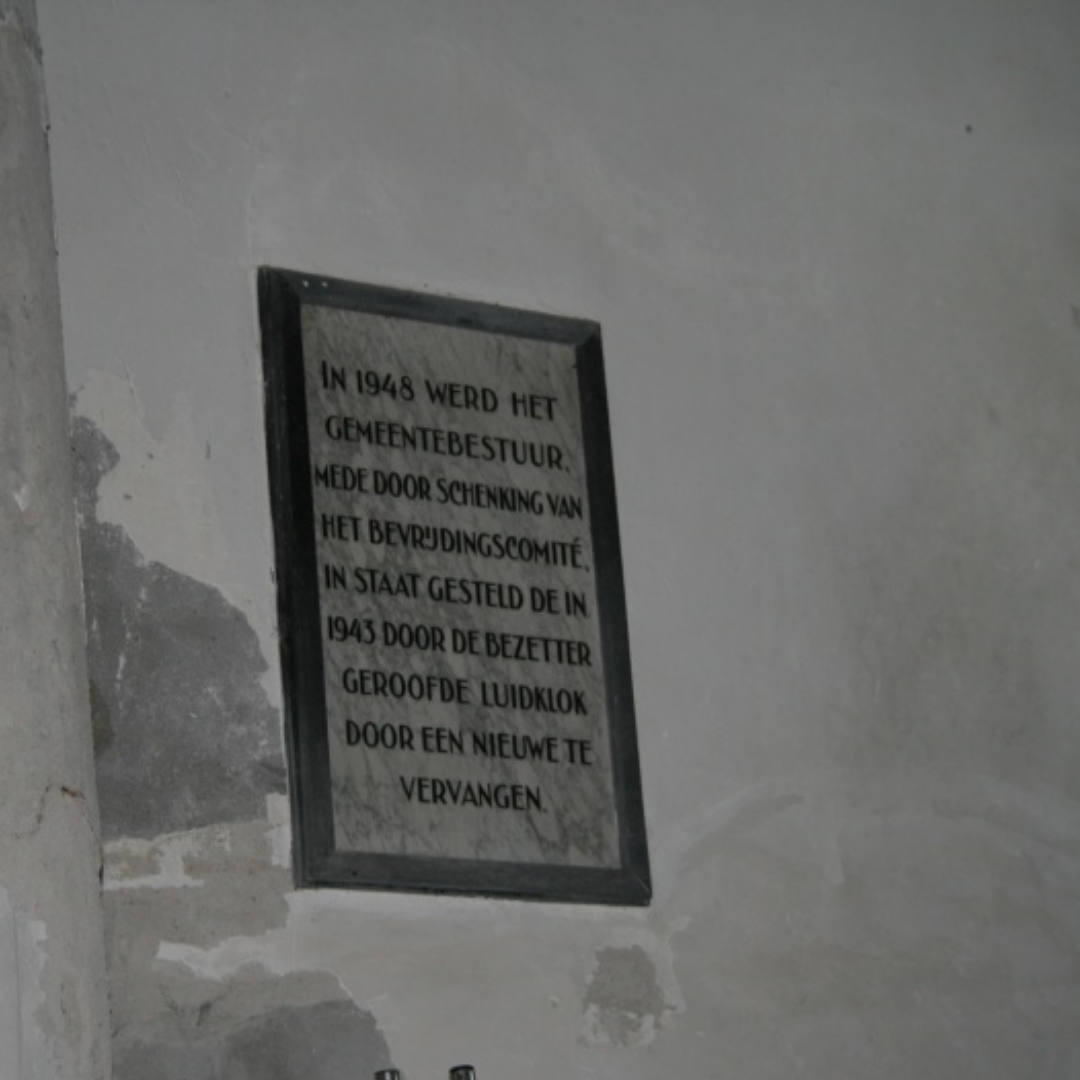 IN 1948 WERD HET
GEMEENTEBESTUUR,
MEDE DOOR SCHENKING VAN
HET BEVRIJDINGSCOMITÉ,
IN STAAT GESTELD DE IN
1943 DOOR DE BEZETTER
GEROOFDE LUIDKLOK
DOOR EEN NIEUWE TE
VERVANGEN.